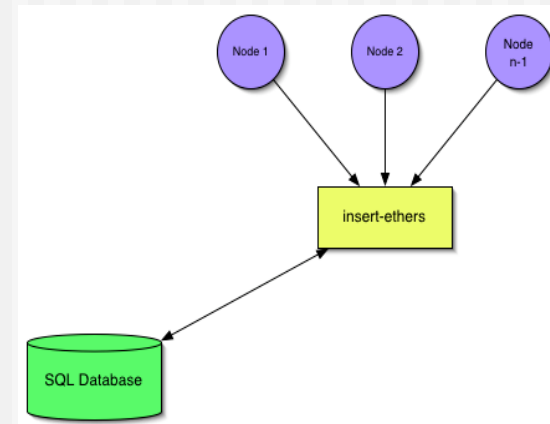 Node 1
Node 2
Node
n-1
insert-ethers
SQL Database